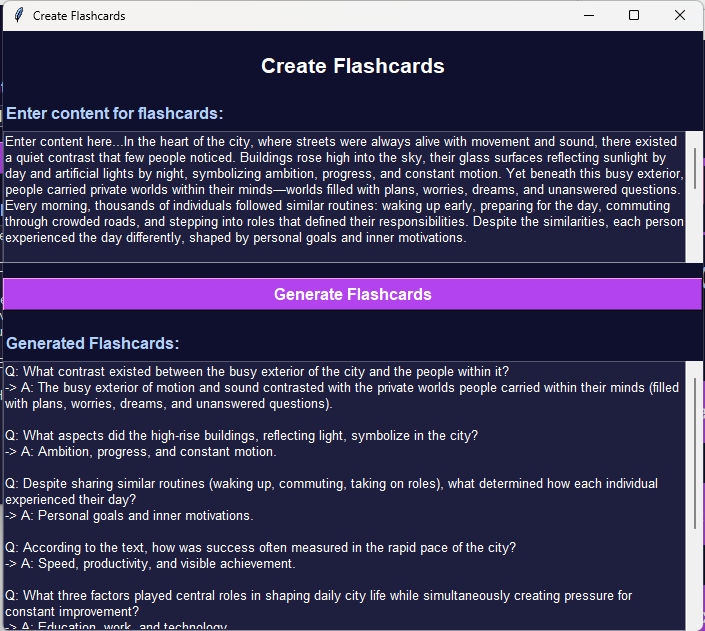 Create Flashcards
Create Flashcards
Enter content for flashcards:
Enter content here...In the heart of the city, where streets were always alive with movement and sound, there existed
a quiet contrast that few people noticed. Buildings rose high into the sky, their glass surfaces reflecting sunlight by
day and artificial lights by night, symbolizing ambition, progress, and constant motion. Yet beneath this busy exterior,
people carried private worlds within their minds—worlds filled with plans, worries, dreams, and unanswered questions.
Every morning, thousands of individuals followed similar routines: waking up early, preparing for the day, commuting
through crowded roads, and stepping into roles that defined their responsibilities. Despite the similarities, each person
experienced the day differently, shaped by personal goals and inner motivations.
Generate Flashcards
Generated Flashcards:
Q: What contrast existed between the busy exterior of the city and the people within it?
-> A: The busy exterior of motion and sound contrasted with the private worlds people carried within their minds (filled
with plans, worries, dreams, and unanswered questions).
Q: What aspects did the high-rise buildings, reflecting light, symbolize in the city?
-> A: Ambition, progress, and constant motion.
Q: Despite sharing similar routines (waking up, commuting, taking on roles), what determined how each individual
experienced their day?
-> A: Personal goals and inner motivations.
Q: According to the text, how was success often measured in the rapid pace of the city?
-> A: Speed, productivity, and visible achievement.
Q: What three factors played central roles in shaping daily city life while simultaneously creating pressure for
constant improvement?
-> A: Education, work, and technology.